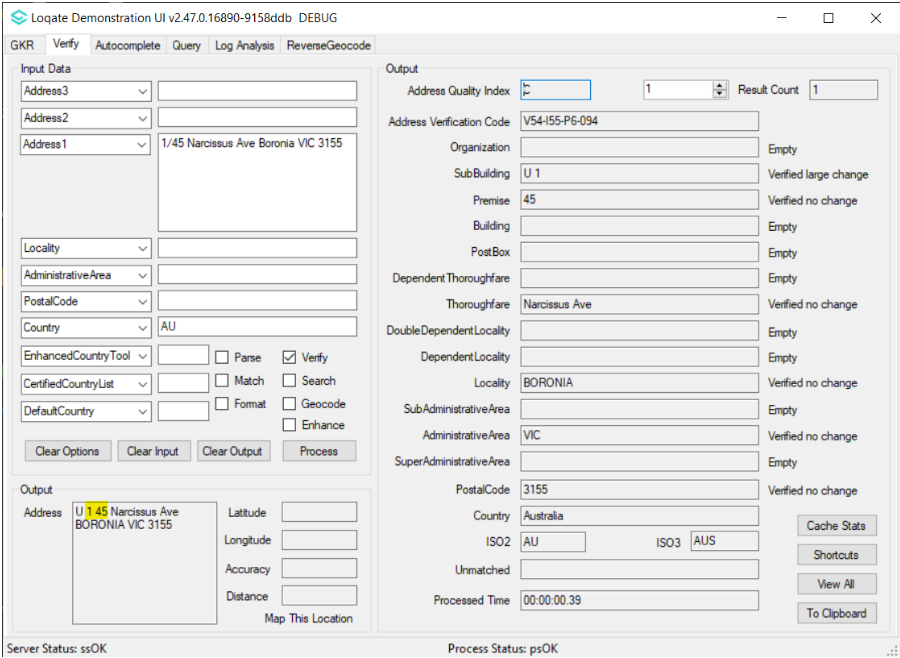 Loqate Demonstration UI v2.47.0.16890-9158ddb DEBUG
GKR Verify Autocomplete Query Log Analysis ReverseGeocode
Input Data
Address3
Address2
Address1 1/45 Narcissus Ave Boronia VIC 3155
Locality
AdministrativeArea
PostalCode
Country AU
EnhancedCountryTool Parse Verify
CertifiedCountryList Match Search
DefaultCountry Format Geocode
Enhance
Clear Options Clear Input Clear Output Process
Output
Address U 1 45 Narcissus Ave
BORONIA VIC 3155
Latitude
Longitude
Accuracy
Distance
Map This Location
Output
Address Quality Index 1 Result Count 1
Address Verification Code V54-I55-P6-094
Organization Empty
SubBuilding U 1 Verified large change
Premise 45 Verified no change
Building Empty
PostBox Empty
DependentThoroughfare Empty
Thoroughfare Narcissus Ave Verified no change
DoubleDependentLocality Empty
DependentLocality Empty
Locality BORONIA Verified no change
SubAdministrativeArea Empty
AdministrativeArea VIC Verified no change
SuperAdministrativeArea Empty
PostalCode 3155 Verified no change
Country Australia
ISO2 AU ISO3 AUS
Unmatched
Processed Time 00:00:00.39
Cache Stats
Shortcuts
View All
To Clipboard
Server Status: ssOK Process Status: psOK